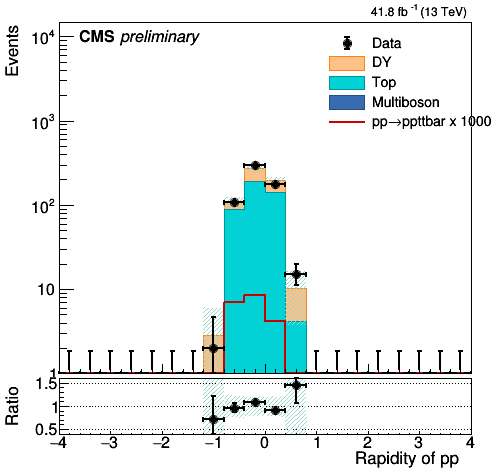 41.8 fb⁻¹ (13 TeV)
CMS preliminary
Events
10⁴
10³
10²
10
1
Data
DY
Top
Multiboson
pp→ppttbar x 1000
Ratio
1.5
1
0.5
−4 −3 −2 −1 0 1 2 3 4
Rapidity of pp